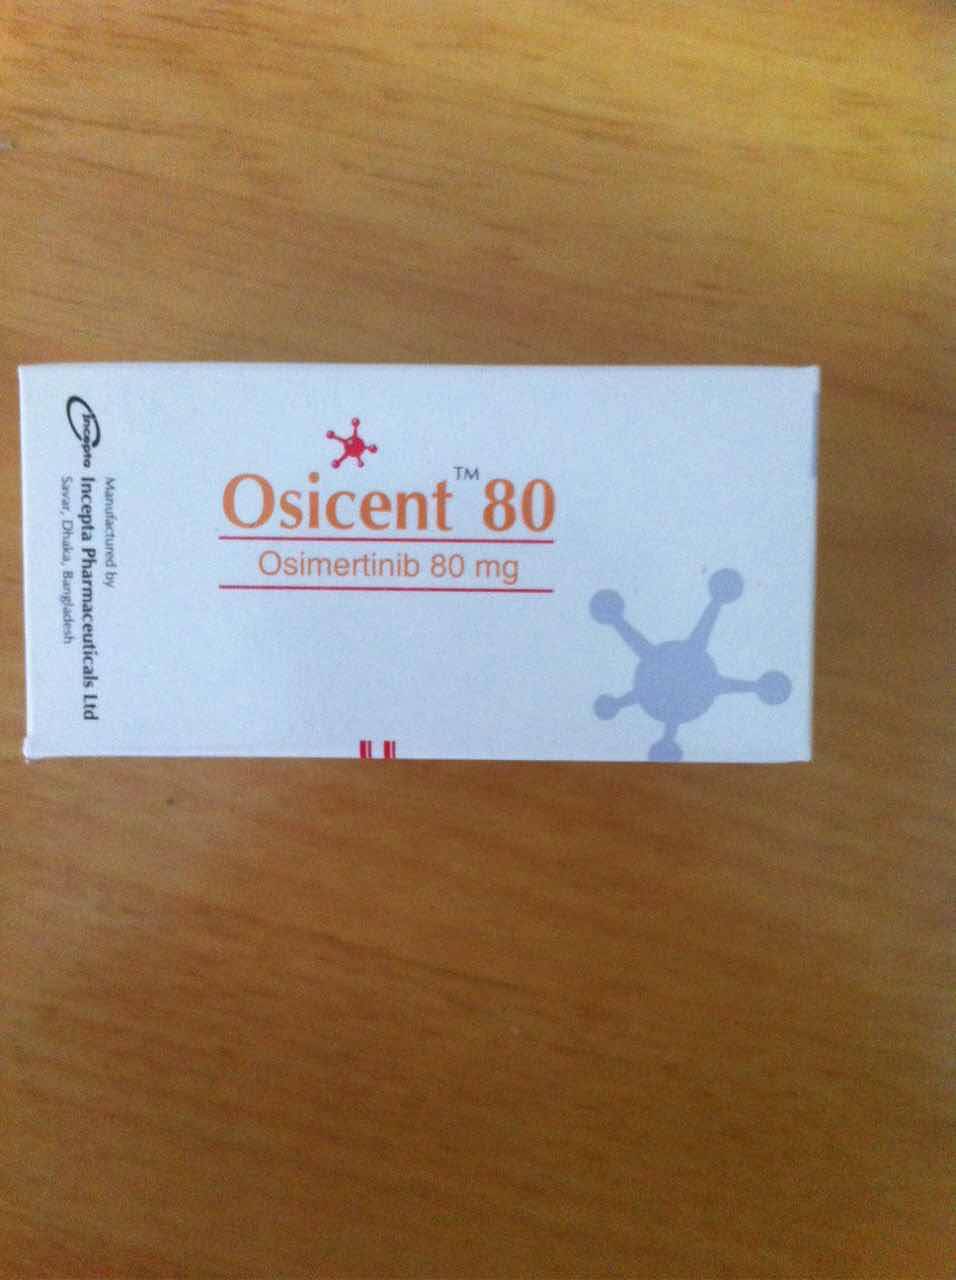 Osicent™ 80
Osimertinib 80 mg
Incepta
Manufactured by
Incepta Pharmaceuticals Ltd
Savar, Dhaka, Bangladesh